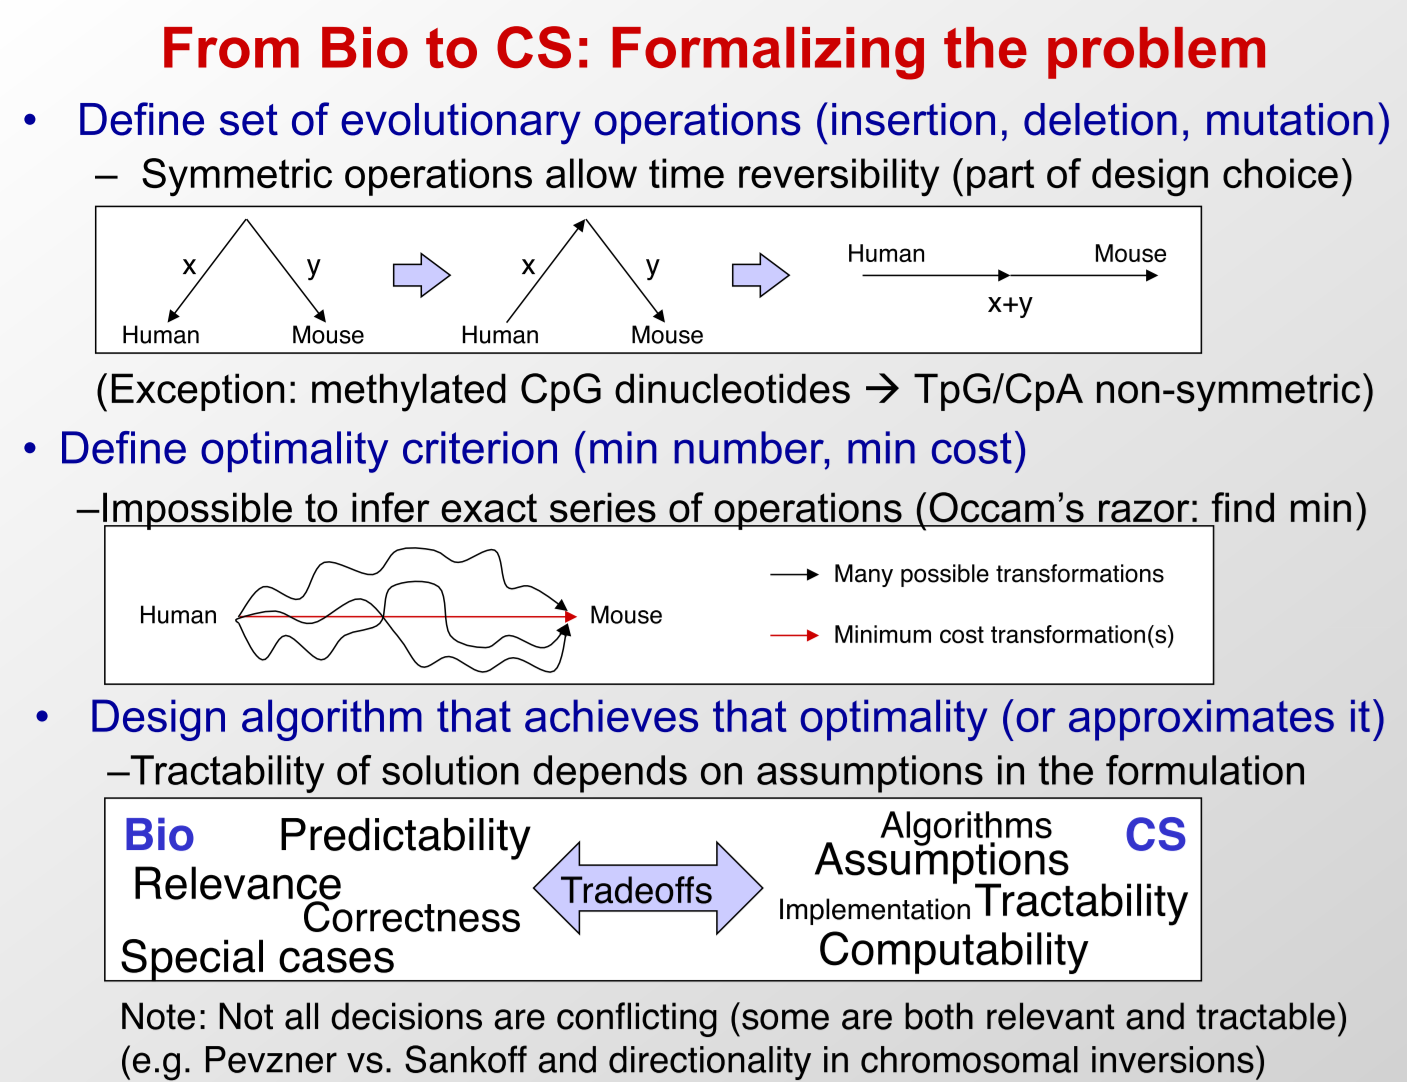 From Bio to CS: Formalizing the problem
• Define set of evolutionary operations (insertion, deletion, mutation)
– Symmetric operations allow time reversibility (part of design choice)
x y
Human Mouse
x y
Human Mouse
Human Mouse
x+y
(Exception: methylated CpG dinucleotides → TpG/CpA non-symmetric)
• Define optimality criterion (min number, min cost)
–Impossible to infer exact series of operations (Occam’s razor: find min)
Human Mouse
Many possible transformations
Minimum cost transformation(s)
• Design algorithm that achieves that optimality (or approximates it)
–Tractability of solution depends on assumptions in the formulation
Bio Predictability
Relevance
Correctness
Special cases
Tradeoffs
Algorithms CS
Assumptions
Implementation Tractability
Computability
Note: Not all decisions are conflicting (some are both relevant and tractable)
(e.g. Pevzner vs. Sankoff and directionality in chromosomal inversions)